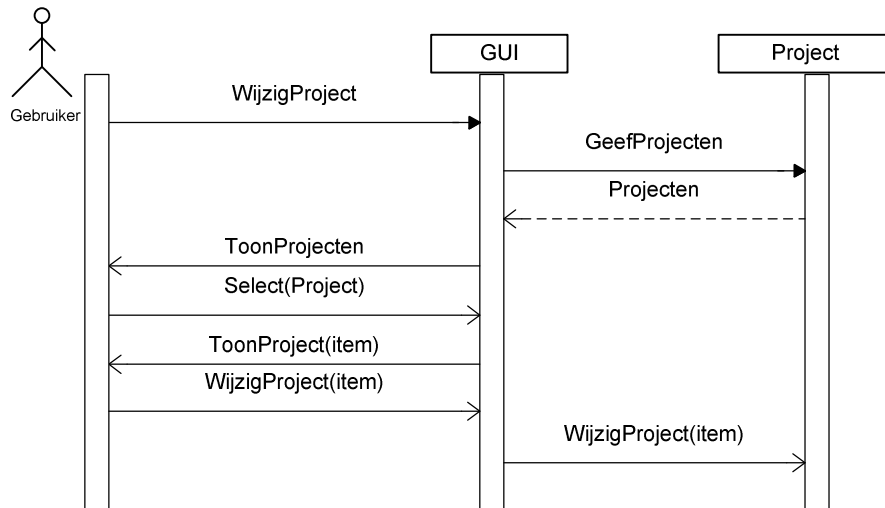 GUI
Project
Gebruiker
WijzigProject
GeefProjecten
Projecten
ToonProjecten
Select(Project)
ToonProject(item)
WijzigProject(item)
WijzigProject(item)